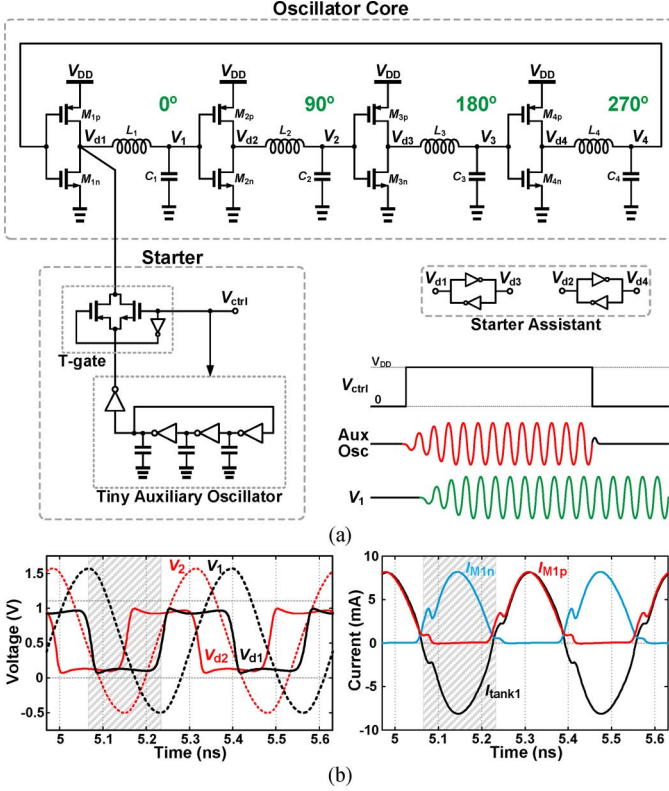 Oscillator Core
VDD VDD VDD VDD
0º 90º 180º 270º
M1p L1 M2p L2 M3p L3 M4p L4
Vd1 V1 Vd2 V2 Vd3 V3 Vd4 V4
M1n C1 M2n C2 M3n C3 M4n C4
Starter
Vctrl
T-gate
Tiny Auxiliary Oscillator
Vd1 Vd3 Vd2 Vd4
Starter Assistant
VDD
Vctrl
0
Aux
Osc
V1
(a)
V2 V1
Vd2 Vd1
Voltage (V)
1.5
1
0.5
0
-0.5
5 5.1 5.2 5.3 5.4 5.5 5.6
Time (ns)
IM1n IM1p
Itank1
Current (mA)
10
5
0
-5
-10
5 5.1 5.2 5.3 5.4 5.5 5.6
Time (ns)
(b)